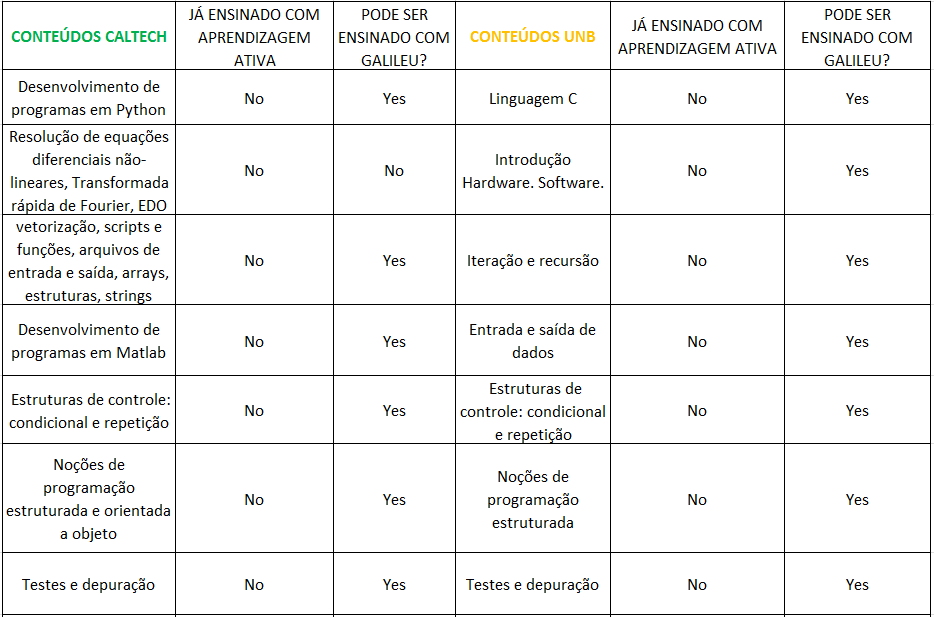 CONTEÚDOS CALTECH
JÁ ENSINADO COM
APRENDIZAGEM
ATIVA
PODE SER
ENSINADO COM
GALILEU?
CONTEÚDOS UNB
JÁ ENSINADO COM
APRENDIZAGEM ATIVA
PODE SER
ENSINADO COM
GALILEU?
Desenvolvimento de
programas em Python
No
Yes
Linguagem C
No
Yes
Resolução de equações
diferenciais não-
lineares, Transformada
rápida de Fourier, EDO
No
No
Introdução
Hardware. Software.
No
Yes
vetorização, scripts e
funções, arquivos de
entrada e saída, arrays,
estruturas, strings
No
Yes
Iteração e recursão
No
Yes
Desenvolvimento de
programas em Matlab
No
Yes
Entrada e saída de
dados
No
Yes
Estruturas de controle:
condicional e repetição
No
Yes
Estruturas de
controle: condicional
e repetição
No
Yes
Noções de
programação
estruturada e orientada
a objeto
No
Yes
Noções de
programação
estruturada
No
Yes
Testes e depuração
No
Yes
Testes e depuração
No
Yes